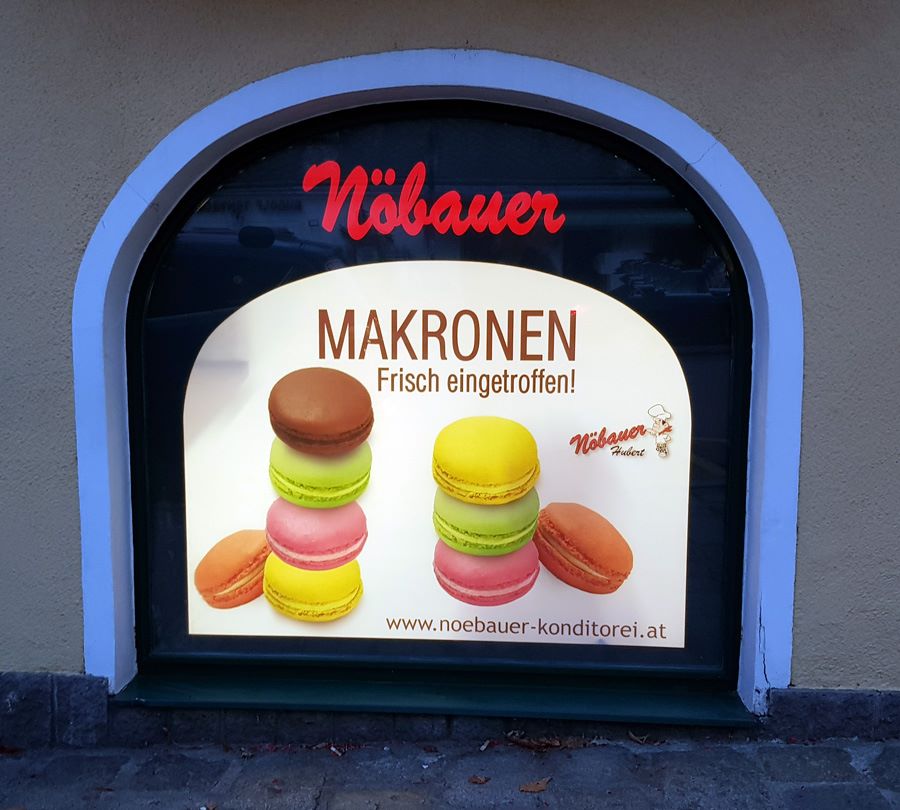 Nöbauer
MAKRONEN
Frisch eingetroffen!
Nöbauer
Hubert
www.noebauer-konditorei.at